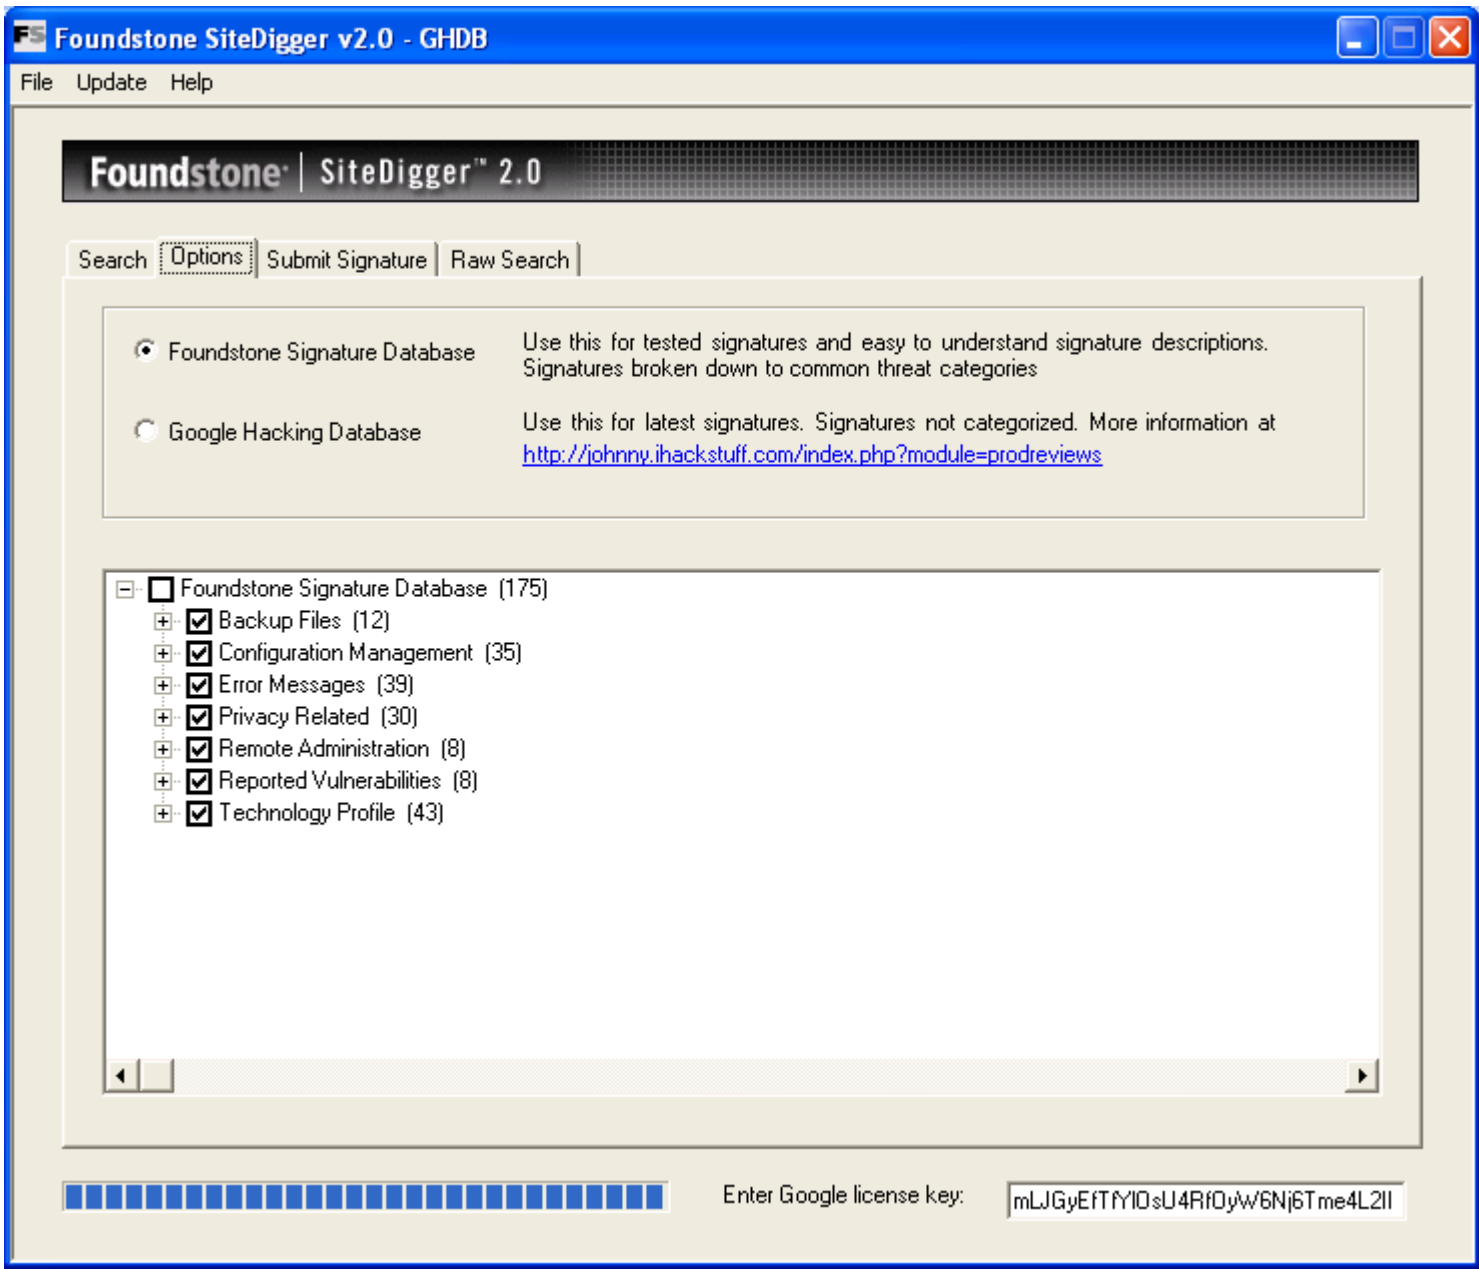 FS Foundstone SiteDigger v2.0 - GHDB
File Update Help
Foundstone | SiteDigger™ 2.0
Search Options Submit Signature Raw Search
Foundstone Signature Database
Use this for tested signatures and easy to understand signature descriptions.
Signatures broken down to common threat categories
Google Hacking Database
Use this for latest signatures. Signatures not categorized. More information at
http://johnny.ihackstuff.com/index.php?module=prodreviews
Foundstone Signature Database (175)
Backup Files (12)
Configuration Management (35)
Error Messages (39)
Privacy Related (30)
Remote Administration (8)
Reported Vulnerabilities (8)
Technology Profile (43)
Enter Google license key: